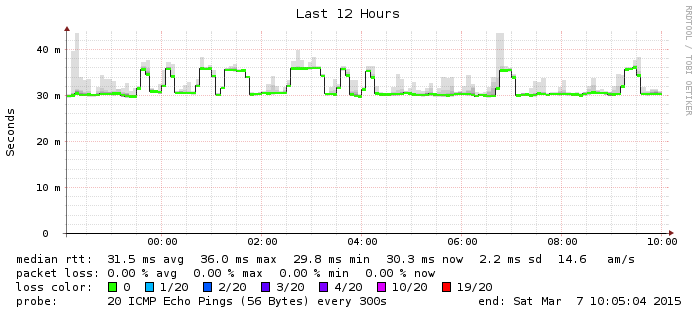 Last 12 Hours
RRDTOOL / TOBI OETIKER
Seconds
40 m
30 m
20 m
10 m
0
00:00 02:00 04:00 06:00 08:00 10:00
median rtt: 31.5 ms avg 36.0 ms max 29.8 ms min 30.3 ms now 2.2 ms sd 14.6 am/s
packet loss: 0.00 % avg 0.00 % max 0.00 % min 0.00 % now
loss color: 0 1/20 2/20 3/20 4/20 10/20 19/20
probe: 20 ICMP Echo Pings (56 Bytes) every 300s end: Sat Mar 7 10:05:04 2015